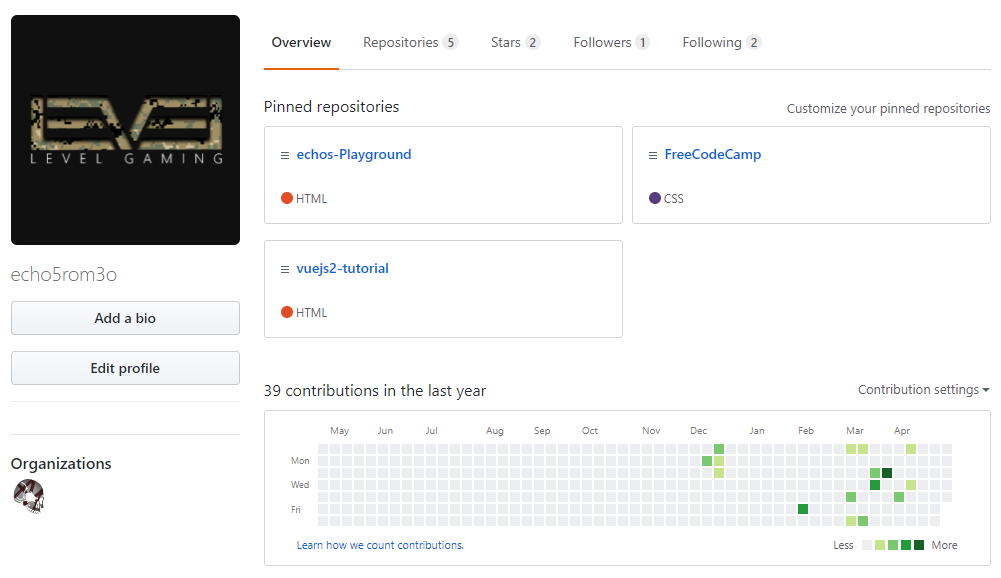 LEVEL GAMING
echo5rom3o
Add a bio
Edit profile
Organizations
Overview Repositories 5 Stars 2 Followers 1 Following 2
Pinned repositories
Customize your pinned repositories
echos-Playground
HTML
FreeCodeCamp
CSS
vuejs2-tutorial
HTML
39 contributions in the last year
Contribution settings
May Jun Jul Aug Sep Oct Nov Dec Jan Feb Mar Apr
Mon
Wed
Fri
Learn how we count contributions.
Less More